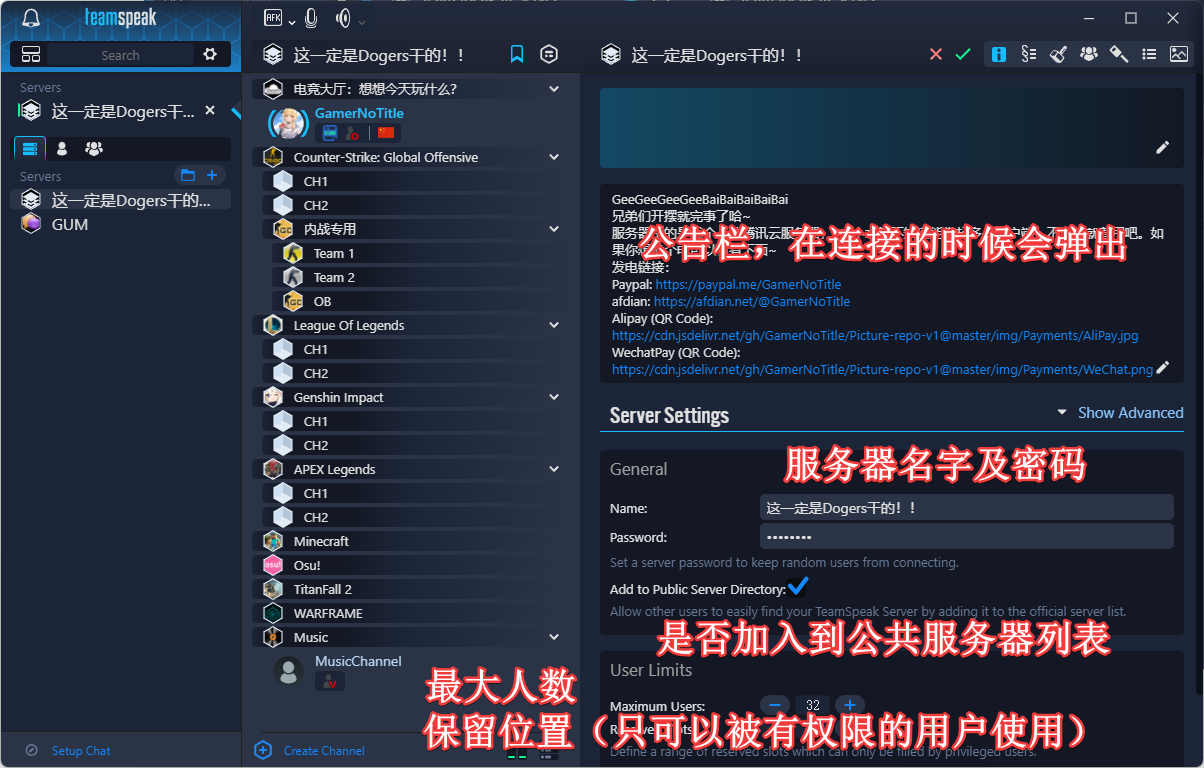 teamspeak
AFK
Search
Servers
这一定是Dogers干...
Servers
这一定是Dogers干的...
GUM
Setup Chat
这一定是Dogers干的！！
电竞大厅：想想今天玩什么？
GamerNoTitle
Counter-Strike: Global Offensive
CH1
CH2
内战专用
Team 1
Team 2
OB
League Of Legends
CH1
CH2
Genshin Impact
CH1
CH2
APEX Legends
CH1
CH2
Minecraft
Osu!
TitanFall 2
WARFRAME
Music
MusicChannel
Create Channel
这一定是Dogers干的！！
GeeGeeGeeGeeBaiBaiBaiBaiBai
兄弟们开摆就完事了哈~
服务器
公告栏，在连接的时候会弹出
发电链接：
Paypal: https://paypal.me/GamerNoTitle
afdian: https://afdian.net/@GamerNoTitle
Alipay (QR Code):
https://cdn.jsdelivr.net/gh/GamerNoTitle/Picture-repo-v1@master/img/Payments/AliPay.jpg
WechatPay (QR Code):
https://cdn.jsdelivr.net/gh/GamerNoTitle/Picture-repo-v1@master/img/Payments/WeChat.png
Server Settings
Show Advanced
General
服务器名字及密码
Name: 这一定是Dogers干的！！
Password: ••••••••
Set a server password to keep random users from connecting.
Add to Public Server Directory:
Allow other users to easily find your TeamSpeak Server by adding it to the official server list.
是否加入到公共服务器列表
User Limits
最大人数
Maximum Users: 32
保留位置（只可以被有权限的用户使用）
Define a range of reserved slots which can only be filled by privileged users.